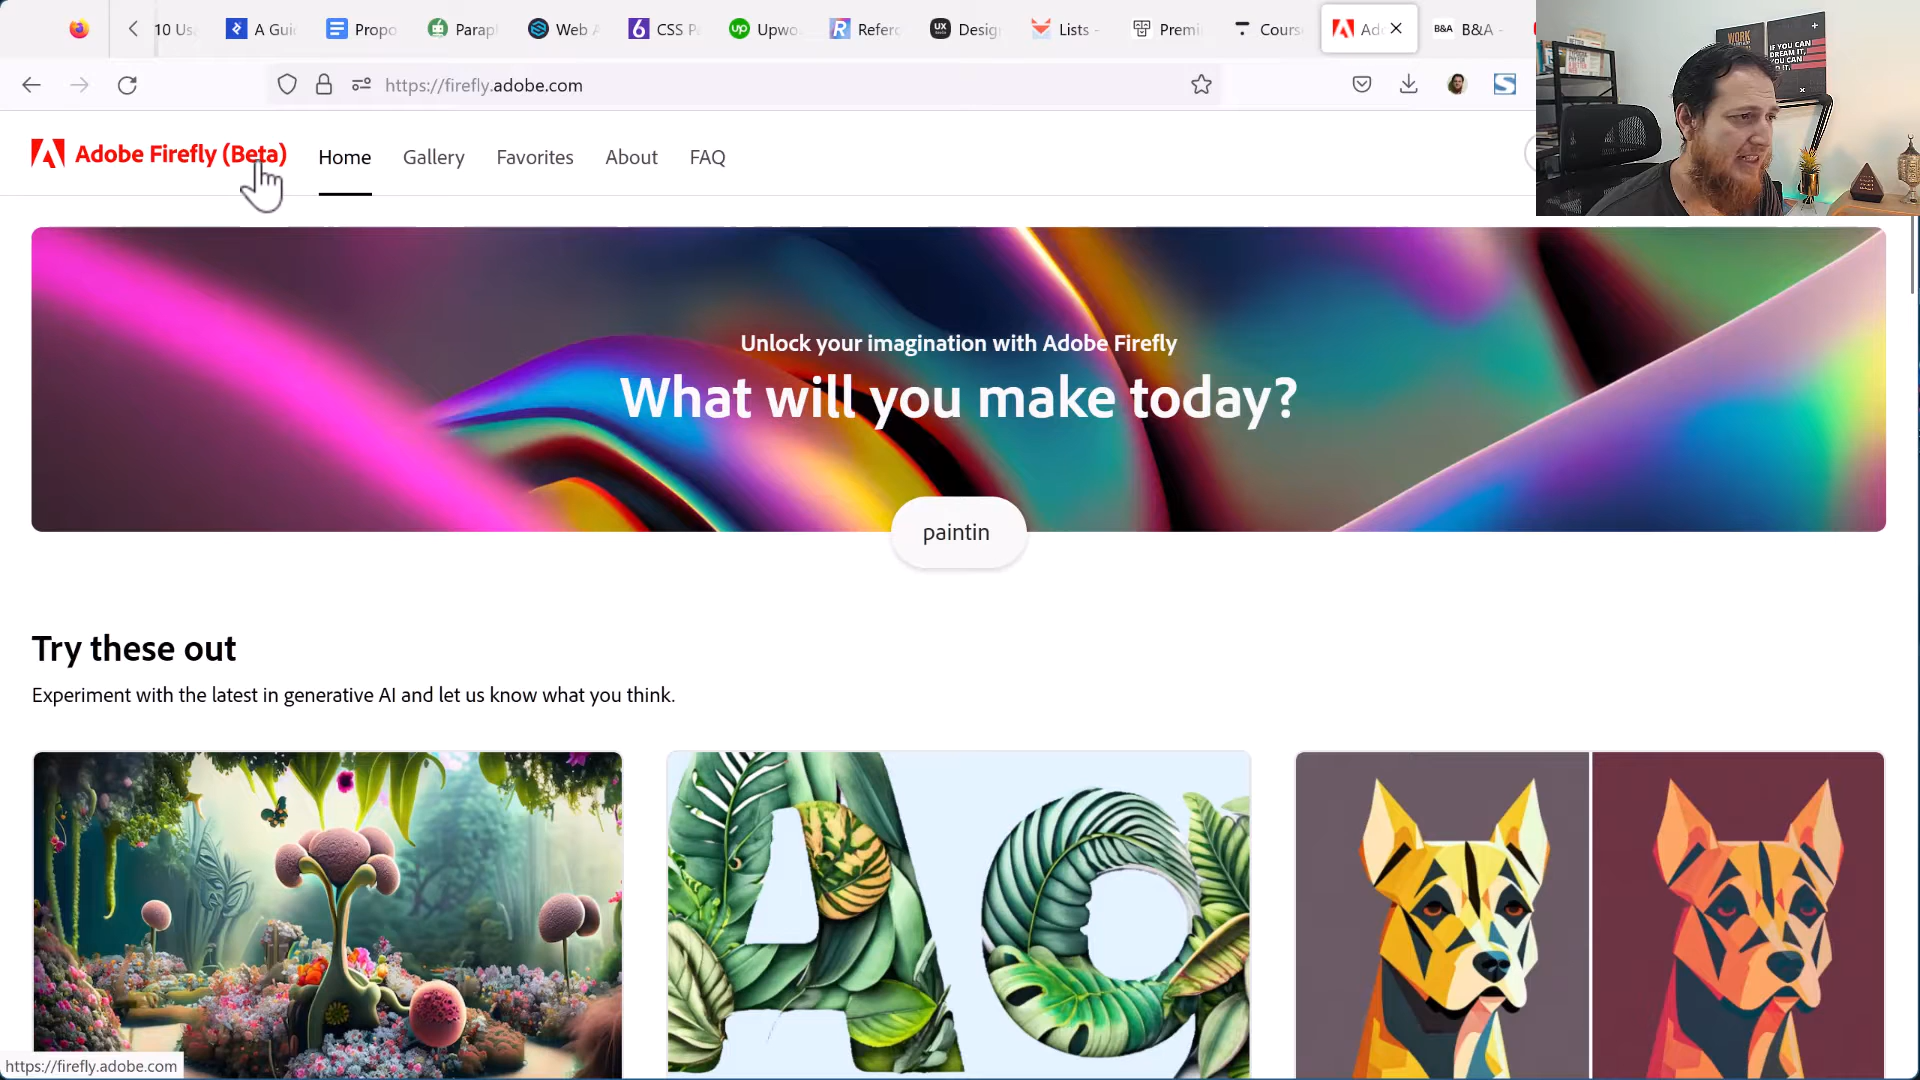 10 Us
A Gui
Propo
Parap
Web A
CSS P
Upwo
Refero
Desig
Lists -
Premi
Cours
Ado
B&A
B&A -
https://firefly.adobe.com
Adobe Firefly (Beta)
Home
Gallery
Favorites
About
FAQ
WORK
IF YOU CAN
DREAM IT,
YOU CAN
Unlock your imagination with Adobe Firefly
What will you make today?
paintin
Try these out
Experiment with the latest in generative AI and let us know what you think.
https://firefly.adobe.com